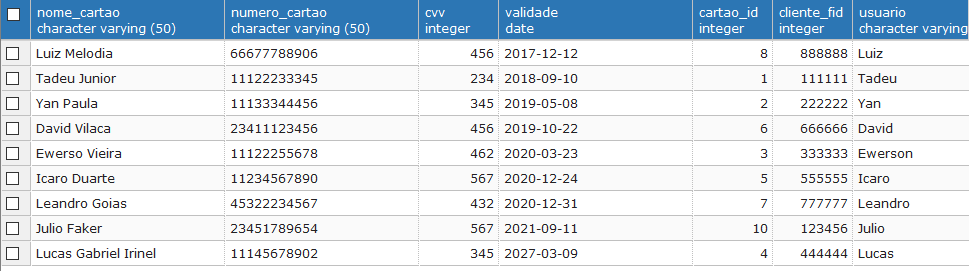 nome_cartao numero_cartao cvv validade cartao_id cliente_fid usuario
character varying (50) character varying (50) integer date integer integer character varying
Luiz Melodia 66677788906 456 2017-12-12 8 888888 Luiz
Tadeu Junior 11122233345 234 2018-09-10 1 111111 Tadeu
Yan Paula 11133344456 345 2019-05-08 2 222222 Yan
David Vilaca 23411123456 456 2019-10-22 6 666666 David
Ewerso Vieira 11122255678 462 2020-03-23 3 333333 Ewerson
Icaro Duarte 11234567890 567 2020-12-24 5 555555 Icaro
Leandro Goias 45322234567 432 2020-12-31 7 777777 Leandro
Julio Faker 23451789654 567 2021-09-11 10 123456 Julio
Lucas Gabriel Irinel 11145678902 345 2027-03-09 4 444444 Lucas